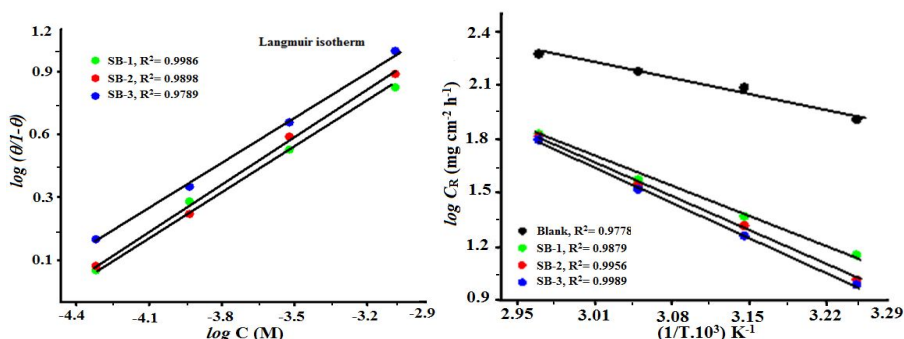 1.2
0.9
0.6
0.3
0.1
log (θ/1-θ)
Langmuir isotherm
SB-1, R²= 0.9986
SB-2, R²= 0.9898
SB-3, R²= 0.9789
-4.4 -4.1 -3.8 -3.5 -3.2 -2.9
log C (M)
2.4
2.1
1.8
1.5
1.2
0.9
log C_R (mg cm⁻² h⁻¹)
Blank, R²= 0.9778
SB-1, R²= 0.9879
SB-2, R²= 0.9956
SB-3, R²= 0.9989
2.95 3.01 3.08 3.15 3.22 3.29
(1/T.10³) K⁻¹